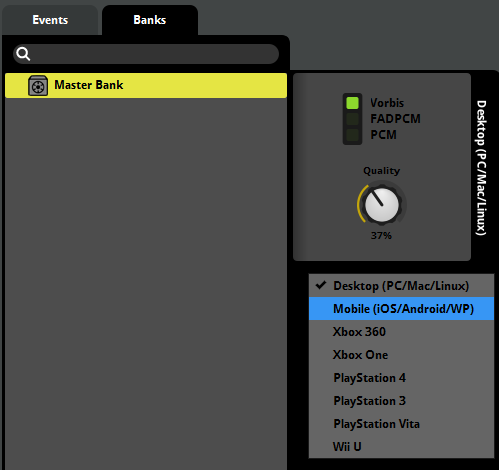 Events
Banks
Master Bank
Vorbis
FADPCM
PCM
Quality
37%
Desktop (PC/Mac/Linux)
Desktop (PC/Mac/Linux)
Mobile (iOS/Android/WP)
Xbox 360
Xbox One
PlayStation 4
PlayStation 3
PlayStation Vita
Wii U